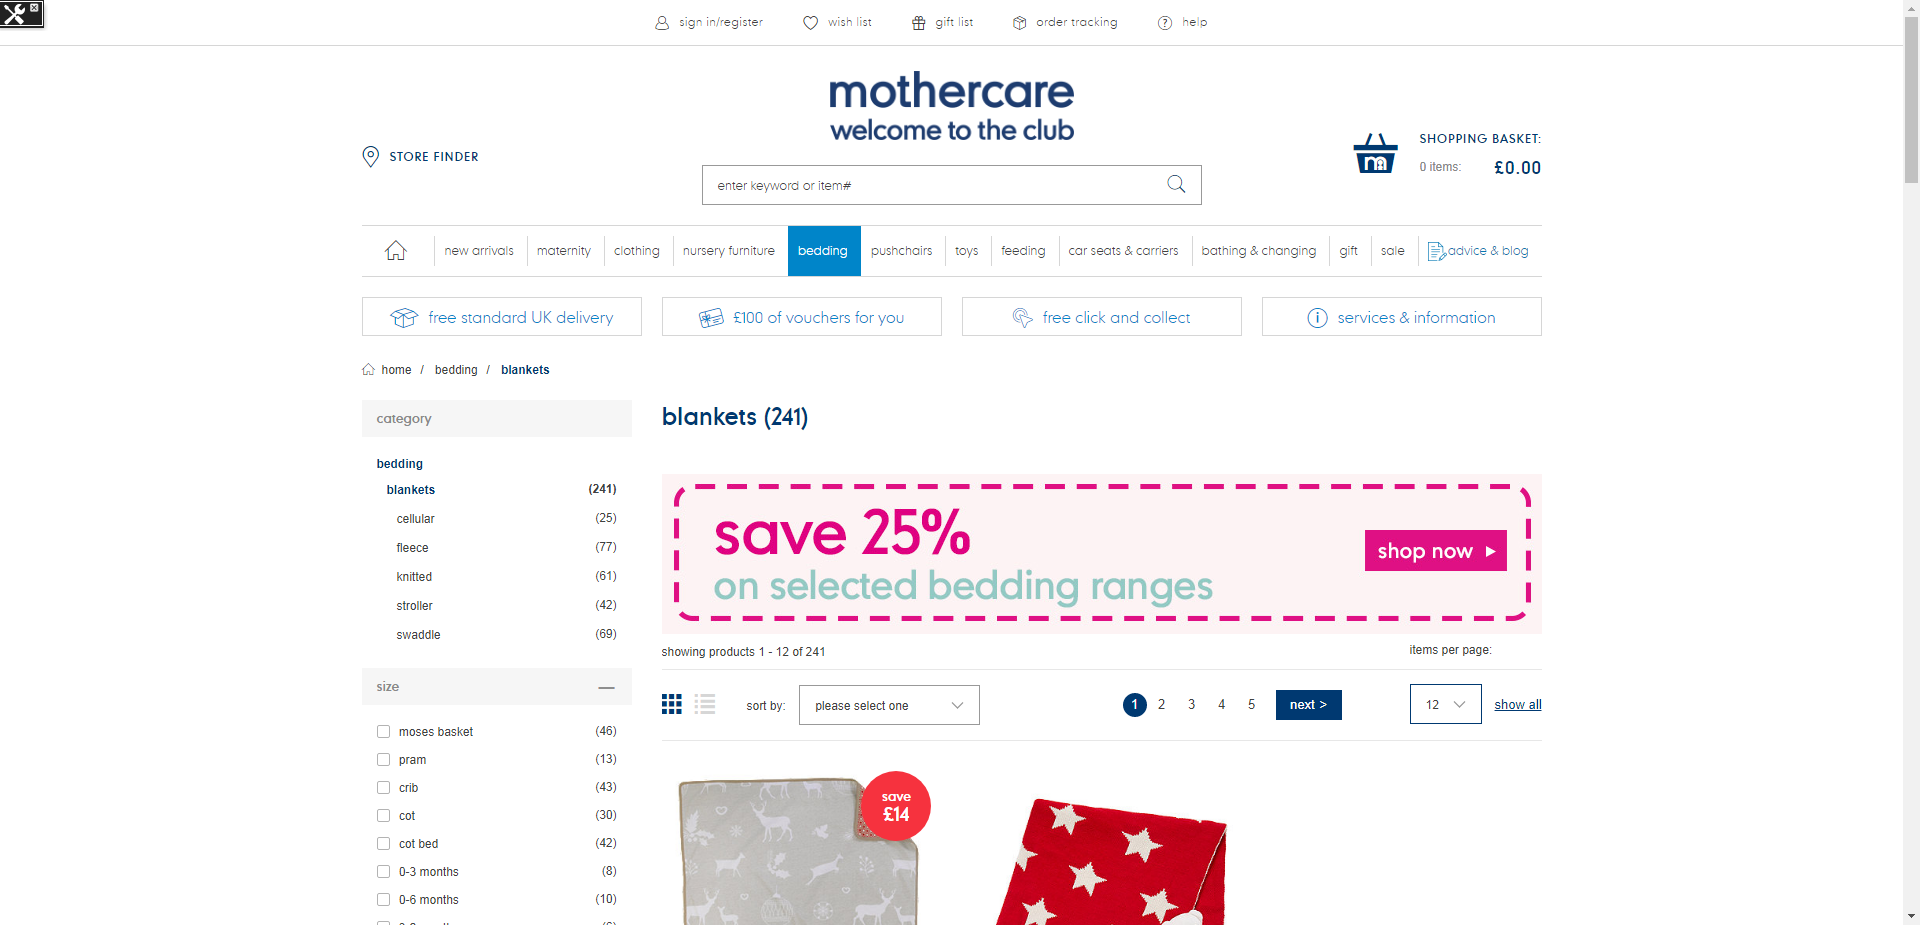 sign in/register
wish list
gift list
order tracking
help
mothercare
welcome to the club
STORE FINDER
enter keyword or item#
SHOPPING BASKET:
0 items: £0.00
new arrivals
maternity
clothing
nursery furniture
bedding
pushchairs
toys
feeding
car seats & carriers
bathing & changing
gift
sale
advice & blog
free standard UK delivery
£100 of vouchers for you
free click and collect
services & information
home / bedding / blankets
category
bedding
blankets (241)
cellular (25)
fleece (77)
knitted (61)
stroller (42)
swaddle (69)
size
moses basket (46)
pram (13)
crib (43)
cot (30)
cot bed (42)
0-3 months (8)
0-6 months (10)
blankets (241)
save 25%
on selected bedding ranges
shop now
showing products 1 - 12 of 241
items per page:
sort by:
please select one
1 2 3 4 5 next >
12
show all
save
£14